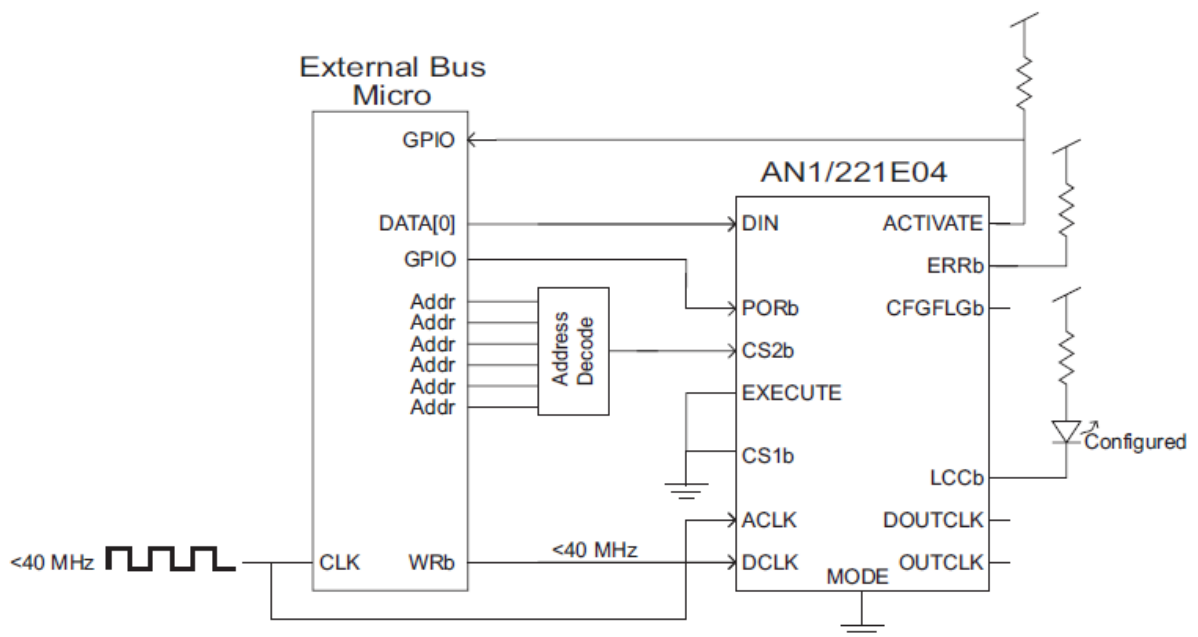 External Bus
Micro
GPIO
DATA[0]
GPIO
Addr
Addr
Addr
Addr
Addr
Addr
CLK
WRb
<40 MHz
Address
Decode
<40 MHz
AN1/221E04
DIN
PORb
CS2b
EXECUTE
CS1b
ACLK
DCLK
MODE
ACTIVATE
ERRb
CFGFLGb
LCCb
DOUTCLK
OUTCLK
Configured